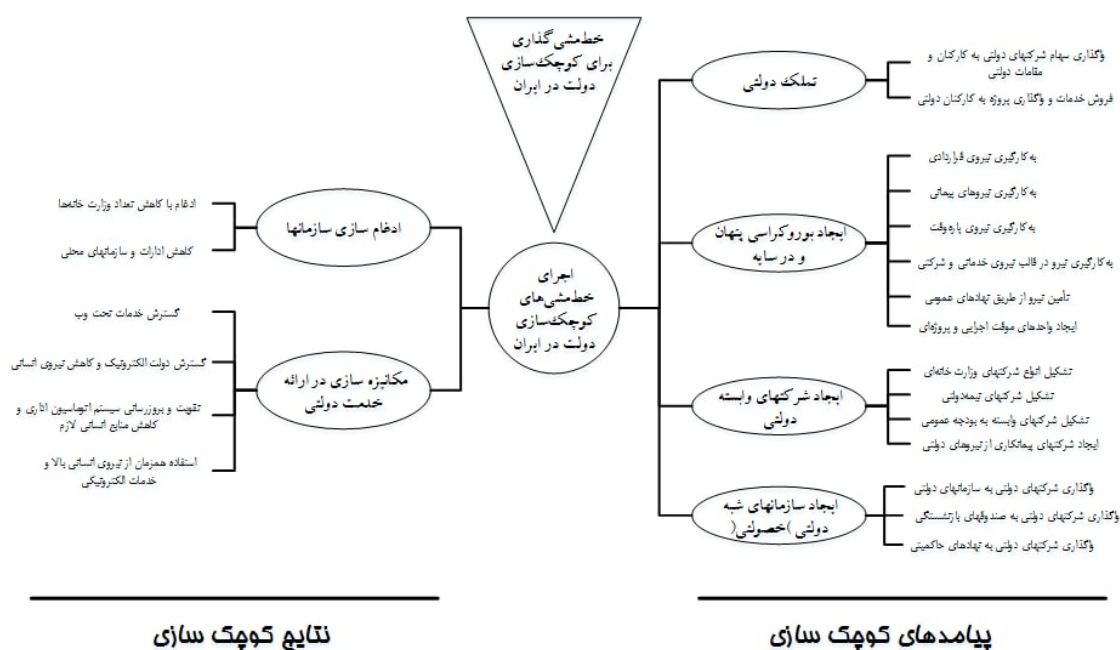 خط‌مشی‌گذاری
برای کوچک‌سازی
دولت در ایران
اجرای
خط‌مشی‌های
کوچک‌سازی
دولت در ایران
تملک دولتی
واگذاری سهام شرکتهای دولتی به کارکنان و
مقامات دولتی
فروش خدمات و واگذاری پروژه به کارکنان دولتی
ایجاد بوروکراسی پنهان
و در سایه
به کارگیری نیروی قراردادی
به کارگیری نیروهای پیمانی
به کارگیری نیروی پاره‌وقت
به کارگیری نیرو در قالب نیروی خدماتی و شرکتی
تأمین نیرو از طریق نهادهای عمومی
ایجاد واحدهای موقت اجرایی و پروژه‌ای
ایجاد شرکتهای وابسته
دولتی
تشکیل انواع شرکتهای وزارت خانه‌ای
تشکیل شرکتهای نیمه‌دولتی
تشکیل شرکتهای وابسته به بودجه عمومی
ایجاد شرکتهای پیمانکاری از نیروهای دولتی
ایجاد سازمانهای شبه
دولتی )خصولتی(
واگذاری شرکتهای دولتی به سازمانهای دولتی
واگذاری شرکتهای دولتی به صندوقهای بازنشستگی
واگذاری شرکتهای دولتی به نهادهای حاکمیتی
پیامدهای کوچک سازی
ادغام سازی سازمانها
ادغام یا کاهش تعداد وزارت خانه‌ها
کاهش ادارات و سازمانهای محلی
مکانیزه سازی در ارائه
خدمت دولتی
گسترش خدمات تحت وب
گسترش دولت الکترونیک و کاهش نیروی انسانی
تقویت و بروزرسانی سیستم اتوماسیون اداری و
کاهش منابع انسانی لازم
استفاده همزمان از نیروی انسانی بالا و
خدمات الکترونیکی
نتایج کوچک سازی